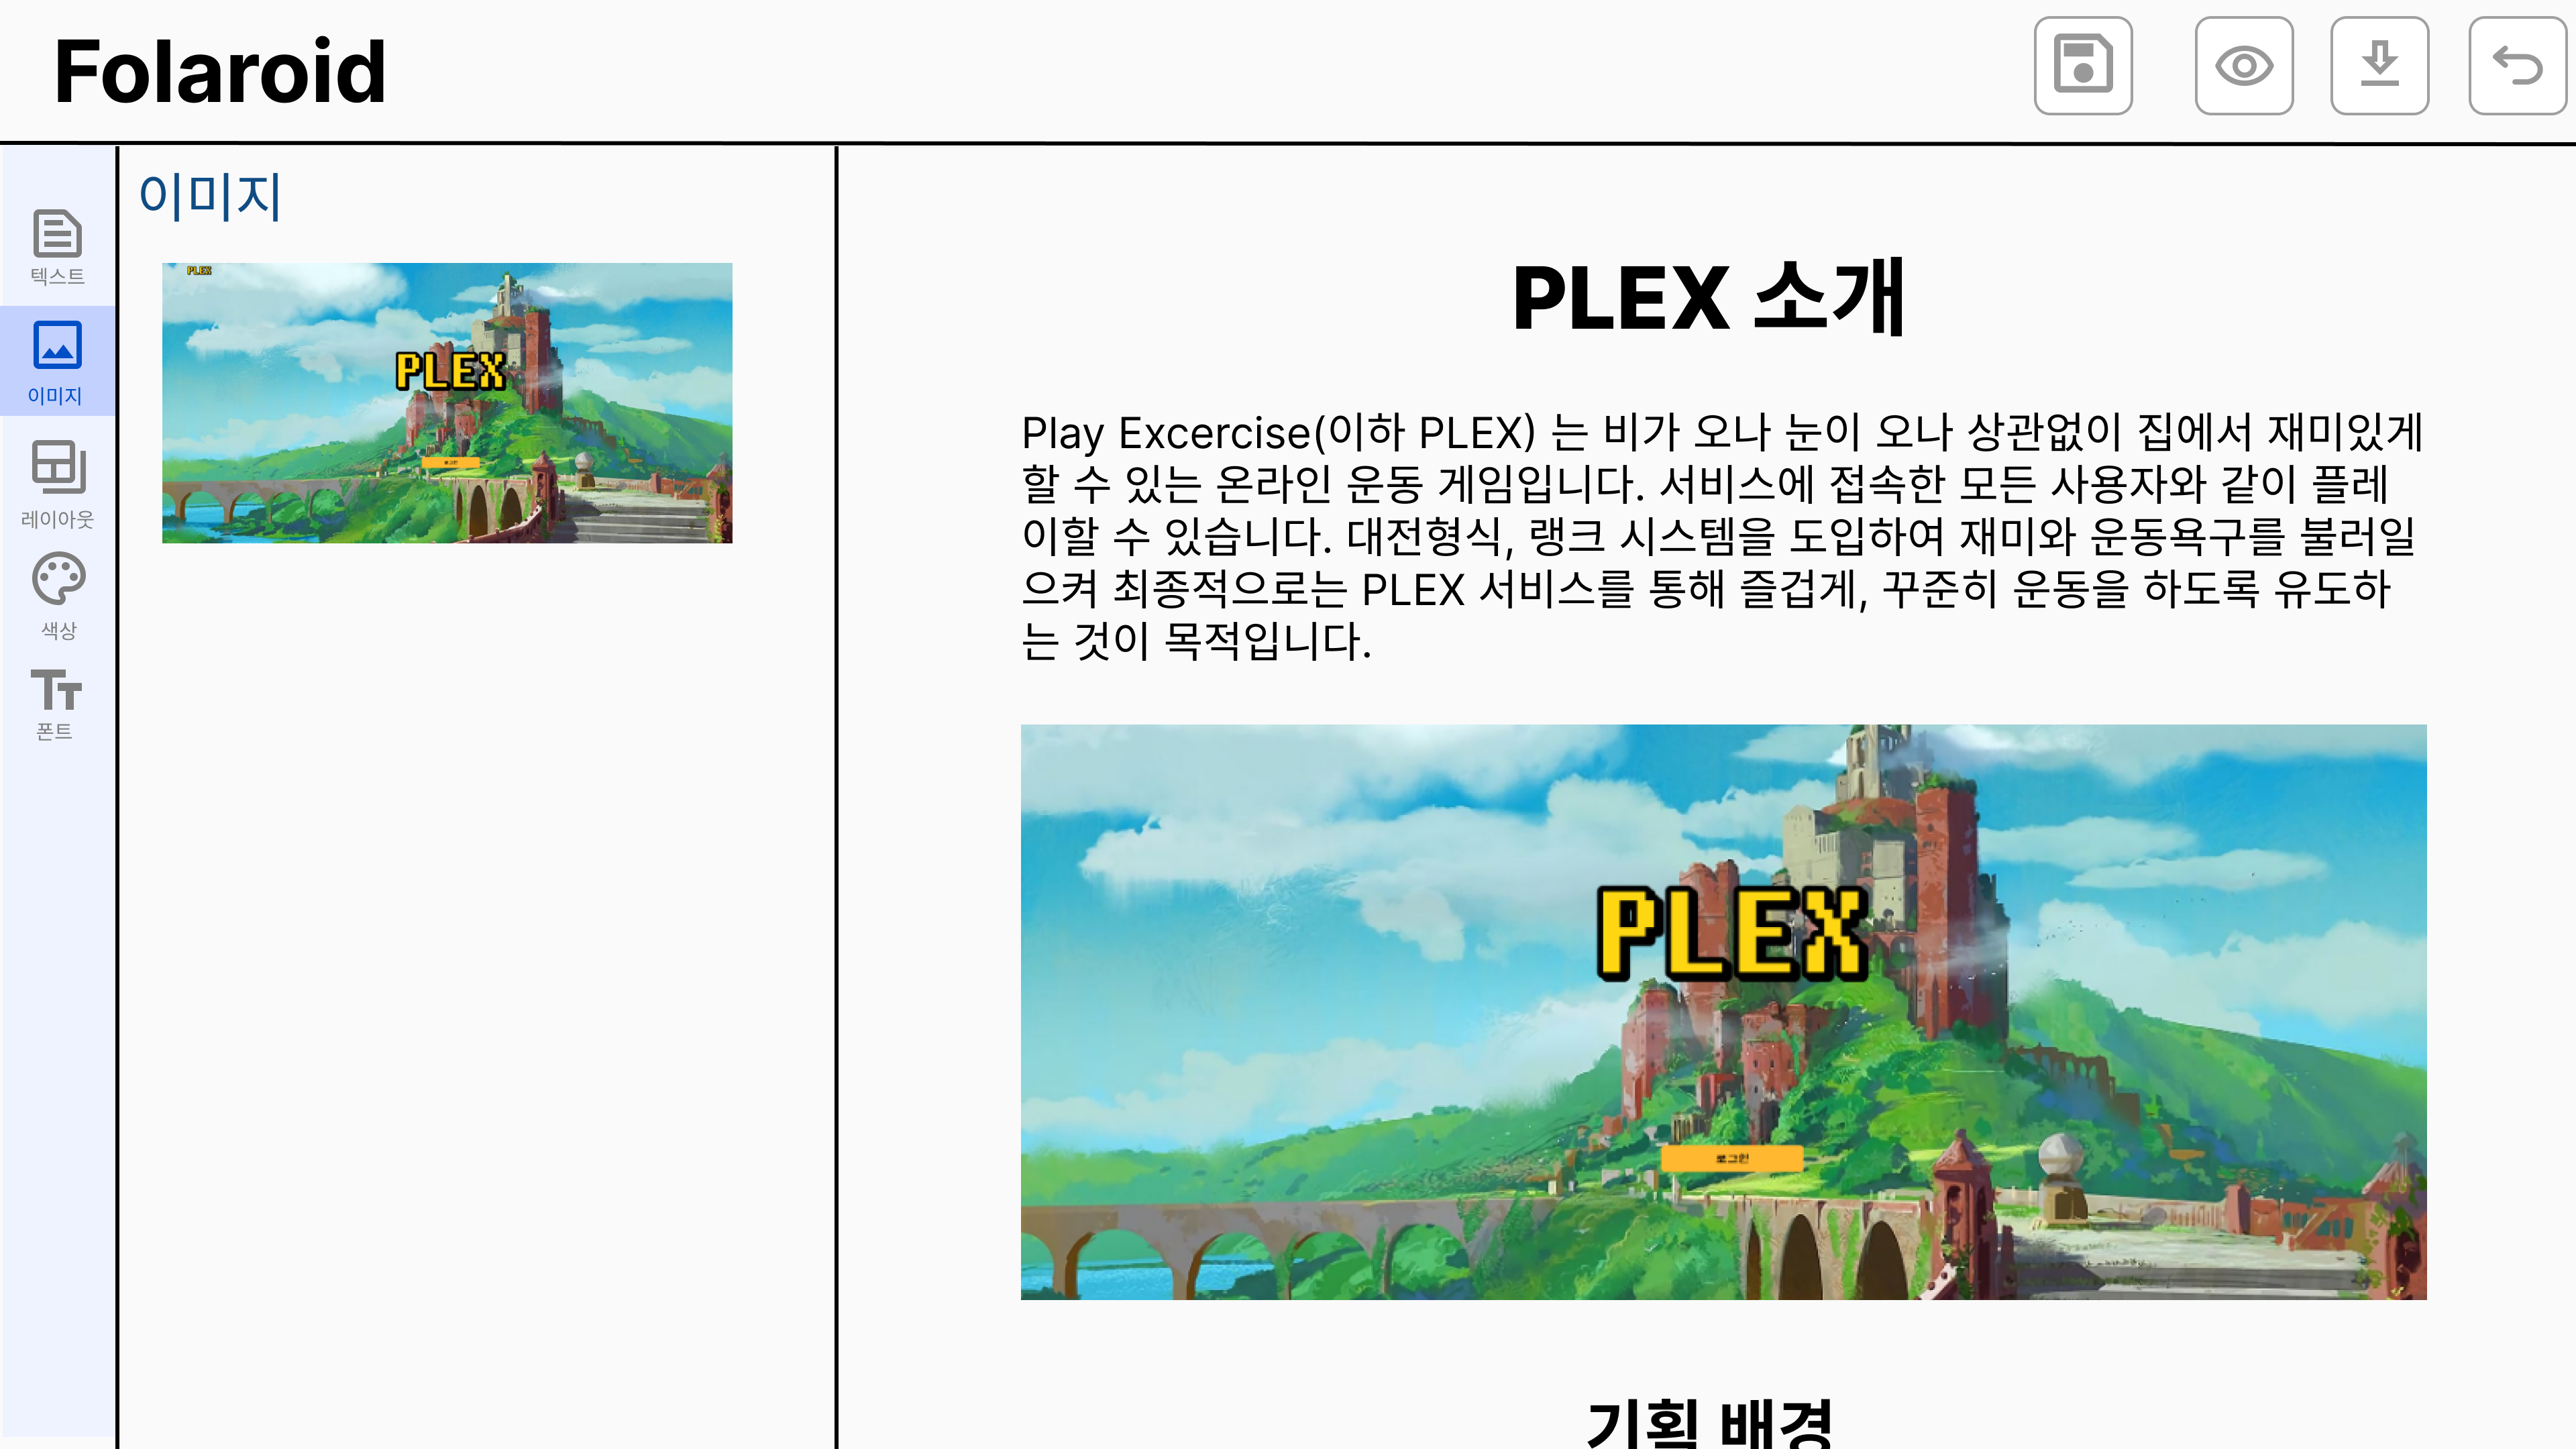 Folaroid
텍스트
이미지
레이아웃
색상
폰트
이미지
PLEX
PLEX
로그인
PLEX 소개
Play Excercise(이하 PLEX) 는 비가 오나 눈이 오나 상관없이 집에서 재미있게
할 수 있는 온라인 운동 게임입니다. 서비스에 접속한 모든 사용자와 같이 플레
이할 수 있습니다. 대전형식, 랭크 시스템을 도입하여 재미와 운동욕구를 불러일
으켜 최종적으로는 PLEX 서비스를 통해 즐겁게, 꾸준히 운동을 하도록 유도하
는 것이 목적입니다.
PLEX
로그인
기획 배경